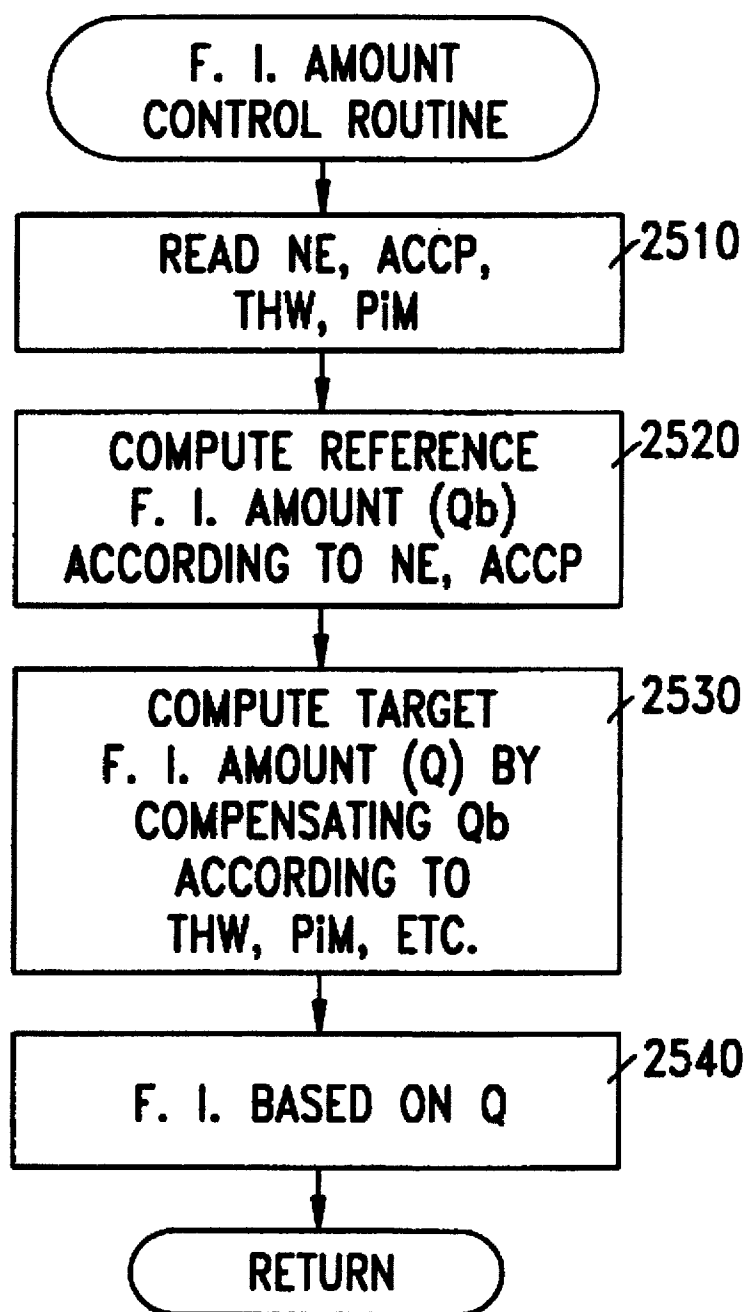 F. I. AMOUNT
CONTROL ROUTINE
READ NE, ACCP,
THW, PiM
2510
COMPUTE REFERENCE
F. I. AMOUNT (Qb)
ACCORDING TO NE, ACCP
2520
COMPUTE TARGET
F. I. AMOUNT (Q) BY
COMPENSATING Qb
ACCORDING TO
THW, PiM, ETC.
2530
F. I. BASED ON Q
2540
RETURN